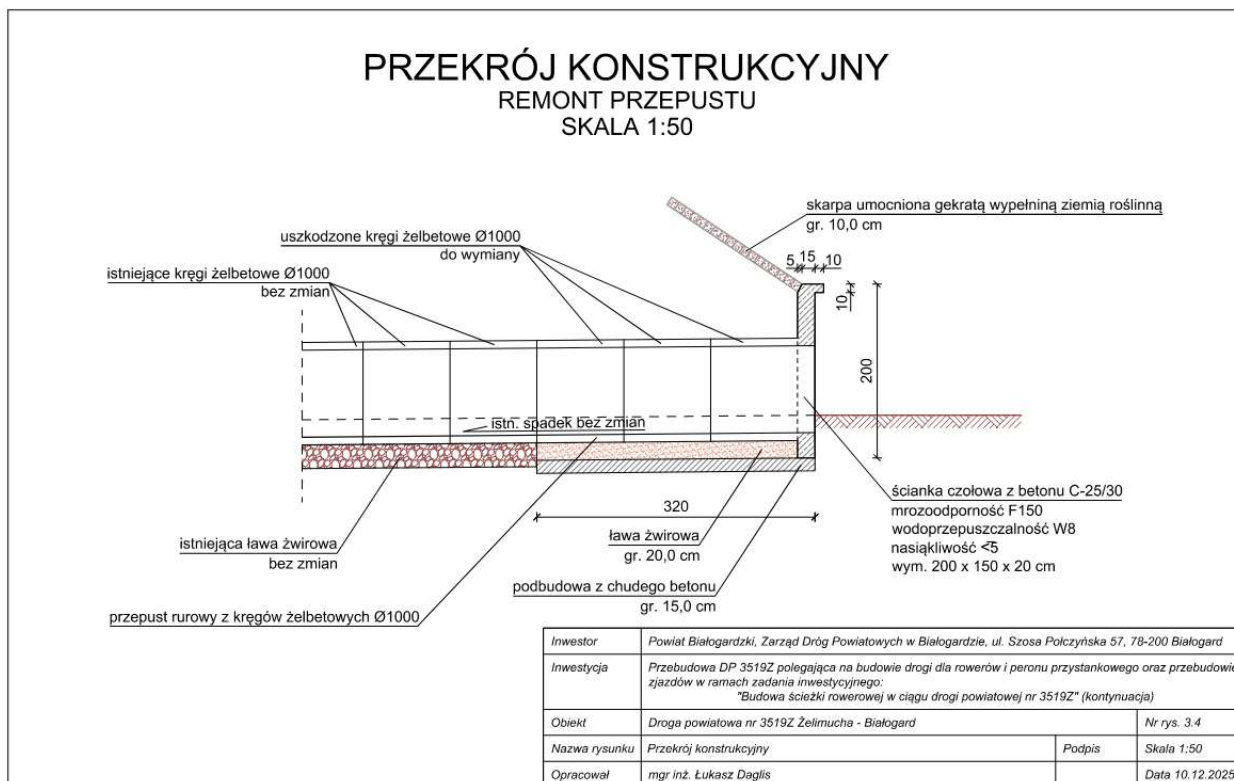 PRZEKRÓJ KONSTRUKCYJNY
REMONT PRZEPUSTU
SKALA 1:50
skarpa umocniona gekratą wypełniną ziemią roślinną
gr. 10,0 cm
uszkodzone kręgi żelbetowe Ø1000
do wymiany
istniejące kręgi żelbetowe Ø1000
bez zmian
5 15 10
10
200
istn. spadek bez zmian
320
ścianka czołowa z betonu C-25/30
mrozoodporność F150
wodoprzepuszczalność W8
nasiąkliwość <5
wym. 200 x 150 x 20 cm
ława żwirowa
gr. 20,0 cm
istniejąca ława żwirowa
bez zmian
podbudowa z chudego betonu
gr. 15,0 cm
przepust rurowy z kręgów żelbetowych Ø1000
Inwestor Powiat Białogardzki, Zarząd Dróg Powiatowych w Białogardzie, ul. Szosa Połczyńska 57, 78-200 Białogard
Inwestycja Przebudowa DP 3519Z polegająca na budowie drogi dla rowerów i peronu przystankowego oraz przebudowie
zjazdów w ramach zadania inwestycyjnego:
"Budowa ścieżki rowerowej w ciągu drogi powiatowej nr 3519Z" (kontynuacja)
Obiekt Droga powiatowa nr 3519Z Żelimucha - Białogard Nr rys. 3.4
Nazwa rysunku Przekrój konstrukcyjny Podpis Skala 1:50
Opracował mgr inż. Łukasz Daglis Data 10.12.2025